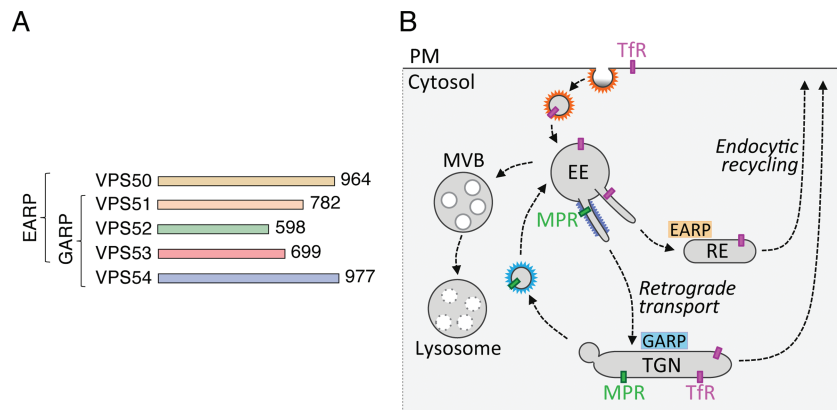 A
EARP
GARP
VPS50 964
VPS51 782
VPS52 598
VPS53 699
VPS54 977
B
PM
Cytosol
TfR
MVB
EE
MPR
Endocytic
recycling
EARP
RE
Retrograde
transport
Lysosome
GARP
TGN
MPR
TfR